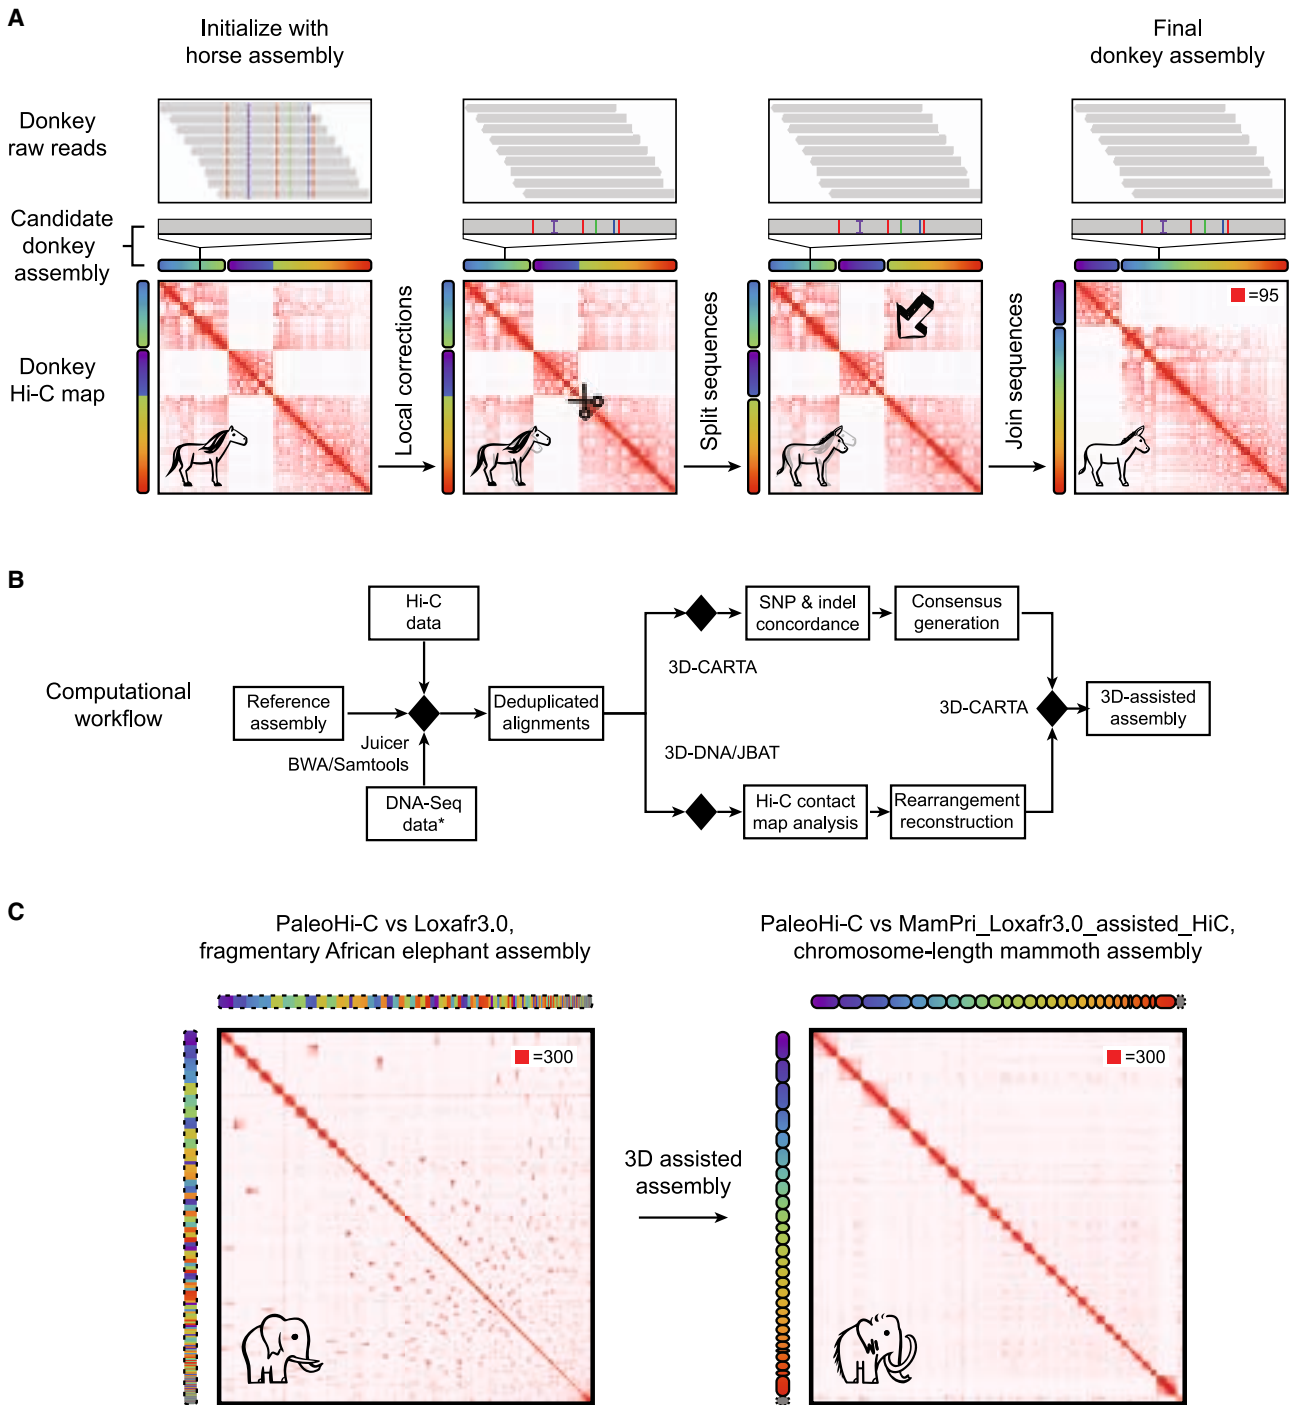 A
Initialize with
horse assembly
Final
donkey assembly
Donkey
raw reads
Candidate
donkey
assembly
Donkey
Hi-C map
Local corrections
Split sequences
Join sequences
=95
B
Computational
workflow
Hi-C
data
Reference
assembly
Juicer
BWA/Samtools
DNA-Seq
data*
Deduplicated
alignments
3D-CARTA
SNP & indel
concordance
Consensus
generation
3D-DNA/JBAT
Hi-C contact
map analysis
Rearrangement
reconstruction
3D-CARTA
3D-assisted
assembly
C
PaleoHi-C vs Loxafr3.0,
fragmentary African elephant assembly
=300
3D assisted
assembly
PaleoHi-C vs MamPri_Loxafr3.0_assisted_HiC,
chromosome-length mammoth assembly
=300